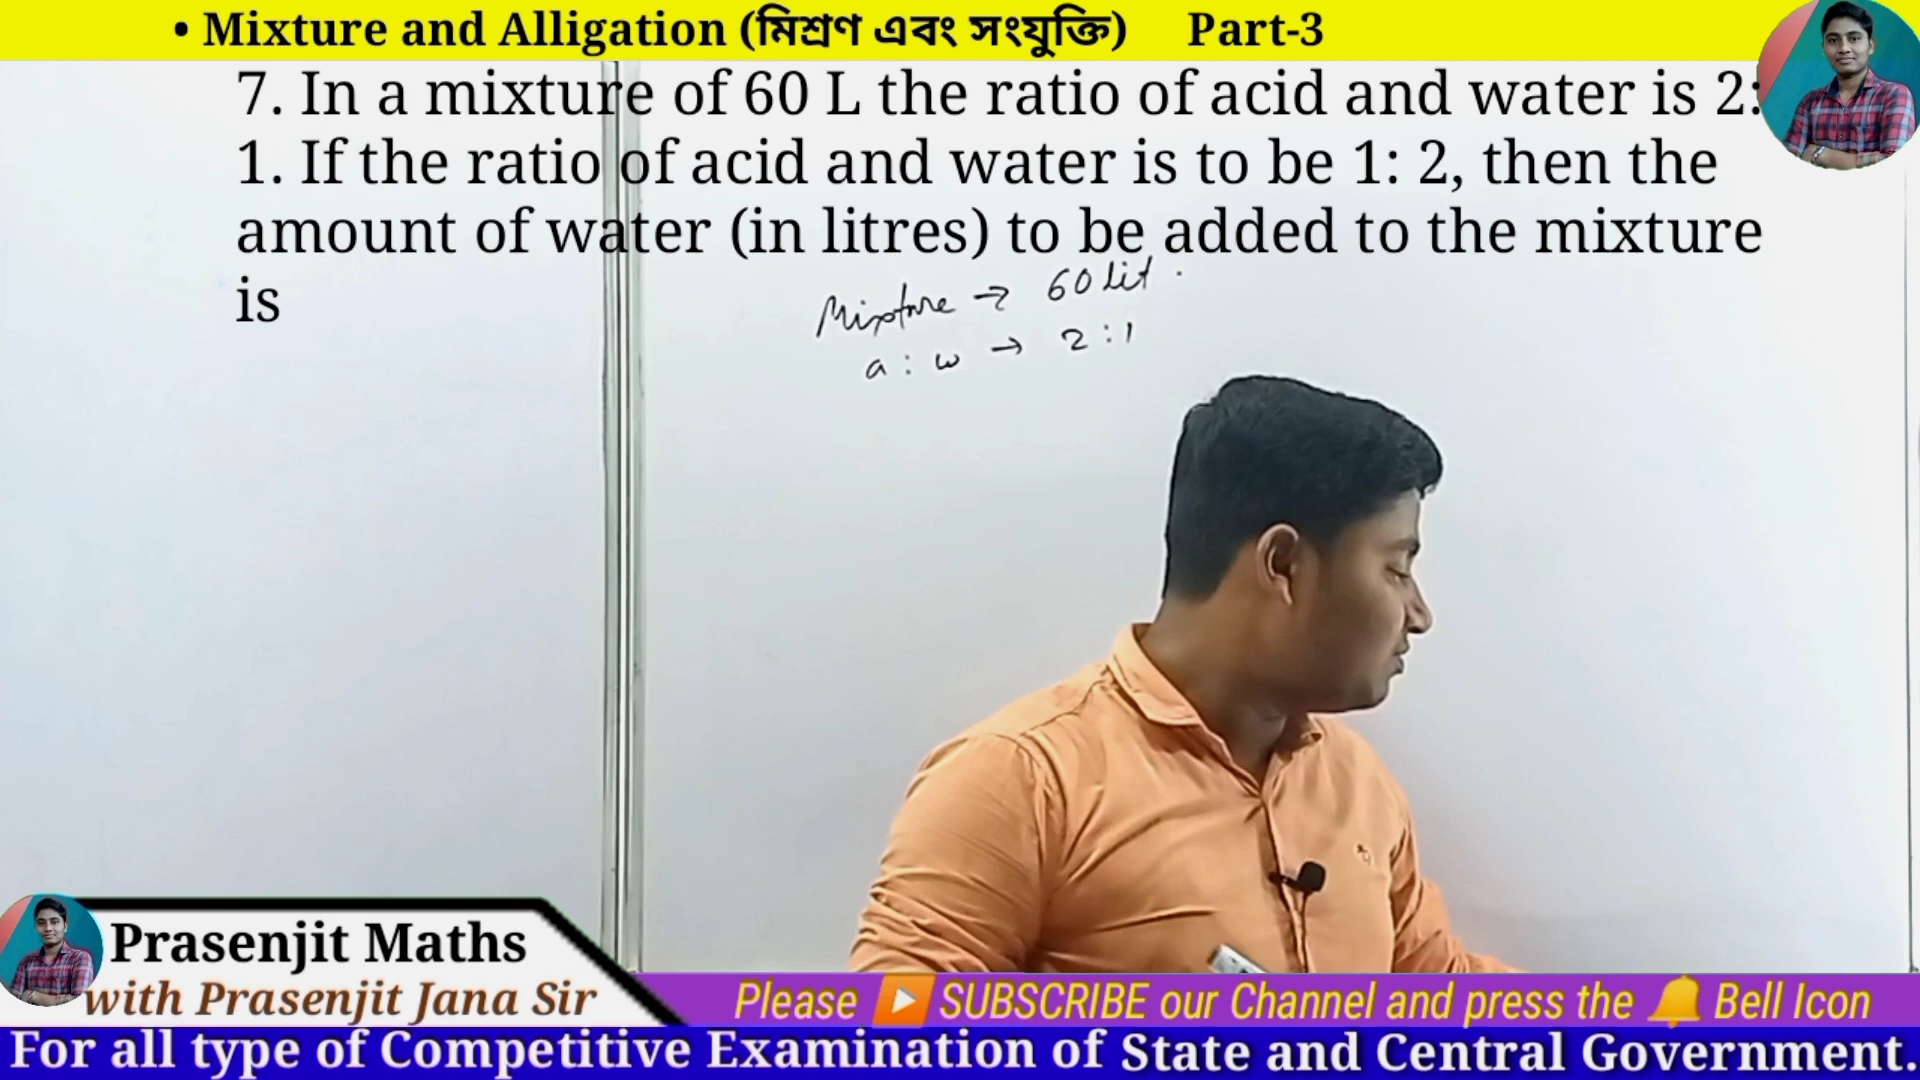 • Mixture and Alligation (মিশ্রণ এবং সংযুক্তি) Part-3
7. In a mixture of 60 L the ratio of acid and water is 2:
1. If the ratio of acid and water is to be 1: 2, then the
amount of water (in litres) to be added to the mixture
is
Mixture → 60 lit.
a : w → 2 : 1
Prasenjit Maths
with Prasenjit Jana Sir
Please SUBSCRIBE our Channel and press the Bell Icon
For all type of Competitive Examination of State and Central Government.